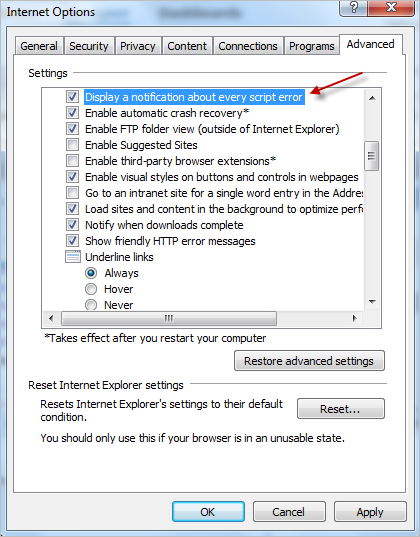 Internet Options
General Security Privacy Content Connections Programs Advanced
Settings
Display a notification about every script error
Enable automatic crash recovery*
Enable FTP folder view (outside of Internet Explorer)
Enable Suggested Sites
Enable third-party browser extensions*
Enable visual styles on buttons and controls in webpages
Go to an intranet site for a single word entry in the Addre
Load sites and content in the background to optimize perf
Notify when downloads complete
Show friendly HTTP error messages
Underline links
Always
Hover
Never
*Takes effect after you restart your computer
Restore advanced settings
Reset Internet Explorer settings
Resets Internet Explorer's settings to their default
condition.
Reset...
You should only use this if your browser is in an unusable state.
OK Cancel Apply